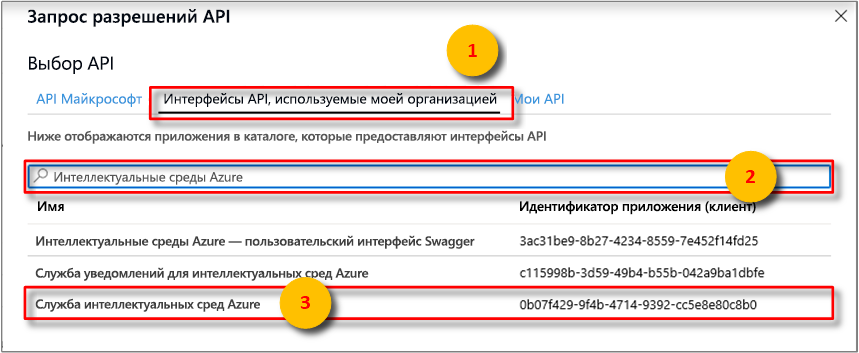 Запрос разрешений API
1
Выбор API
API Майкрософт Интерфейсы API, используемые моей организацией Мои API
Ниже отображаются приложения в каталоге, которые предоставляют интерфейсы API
Интеллектуальные среды Azure 2
Имя Идентификатор приложения (клиент)
Интеллектуальные среды Azure — пользовательский интерфейс Swagger 3ac31be9-8b27-4234-8559-7e452f14fd25
Служба уведомлений для интеллектуальных сред Azure c115998b-3d59-49b4-b55b-042a9ba1dbfe
Служба интеллектуальных сред Azure 3 0b07f429-9f4b-4714-9392-cc5e8e80c8b0